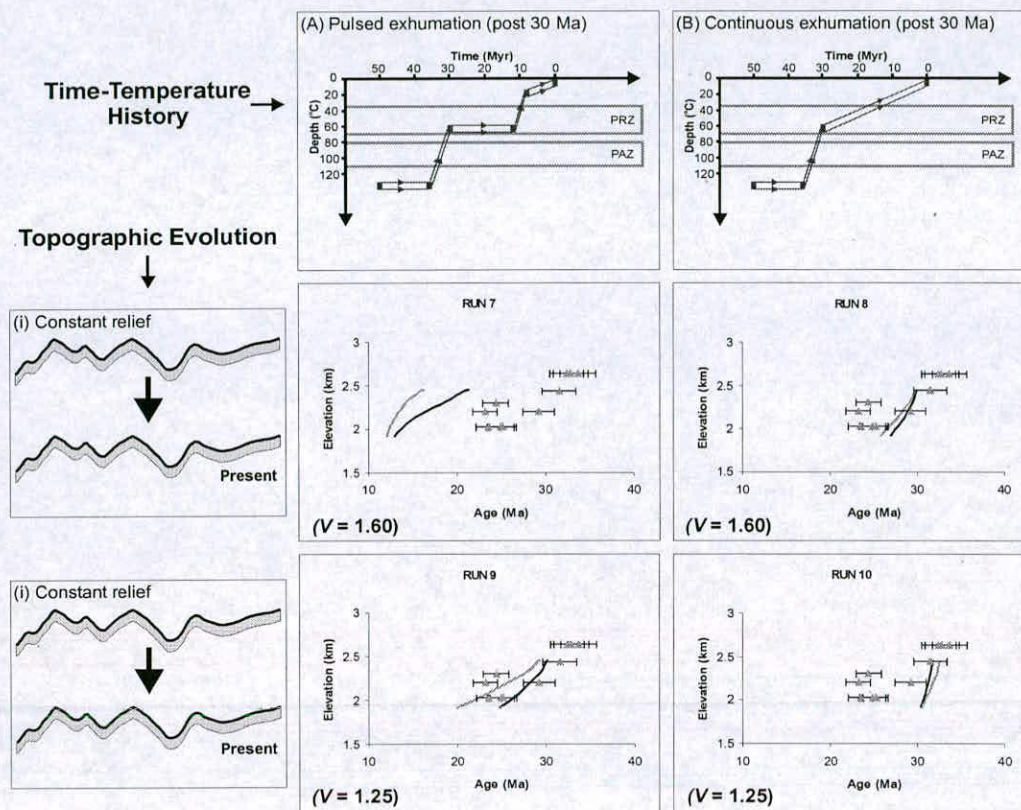 (A) Pulsed exhumation (post 30 Ma)
Time (Myr)
50 40 30 20 10 0
Depth (°C)
0
20
40
60
80
100
120
PRZ
PAZ
(B) Continuous exhumation (post 30 Ma)
Time (Myr)
50 40 30 20 10 0
Depth (°C)
0
20
40
60
80
100
120
PRZ
PAZ
Time-Temperature
History
Topographic Evolution
(i) Constant relief
Present
RUN 7
Elevation (km)
3
2.5
2
1.5
10 20 30 40
Age (Ma)
(V = 1.60)
RUN 8
Elevation (km)
3
2.5
2
1.5
10 20 30 40
Age (Ma)
(V = 1.60)
(i) Constant relief
Present
RUN 9
Elevation (km)
3
2.5
2
1.5
10 20 30 40
Age (Ma)
(V = 1.25)
RUN 10
Elevation (km)
3
2.5
2
1.5
10 20 30 40
Age (Ma)
(V = 1.25)